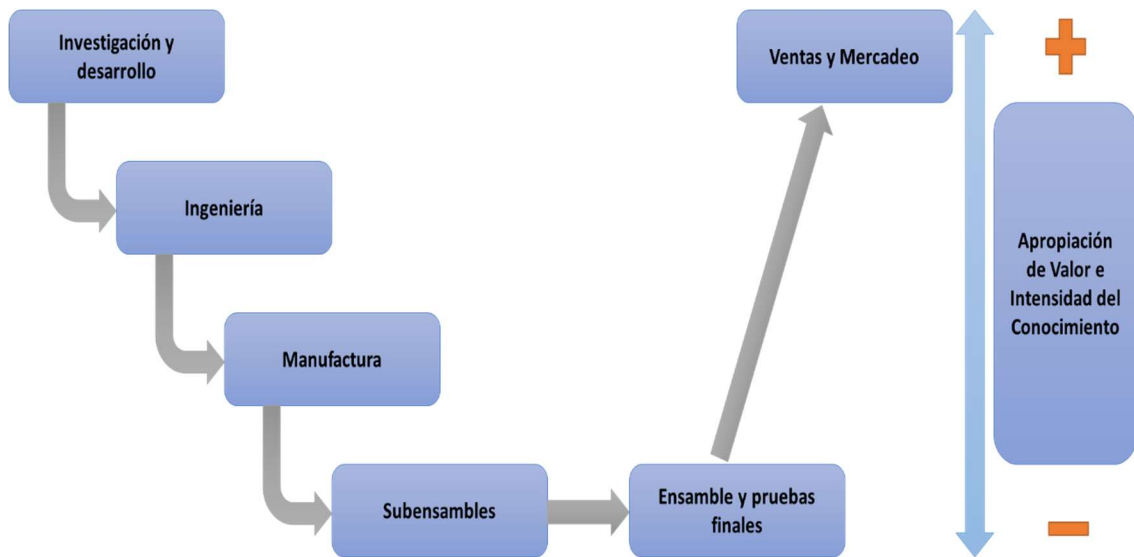 Investigación y
desarrollo
Ventas y Mercadeo
Ingeniería
Apropiación
de Valor e
Intensidad del
Conocimiento
Manufactura
Subensambles
Ensamble y pruebas
finales